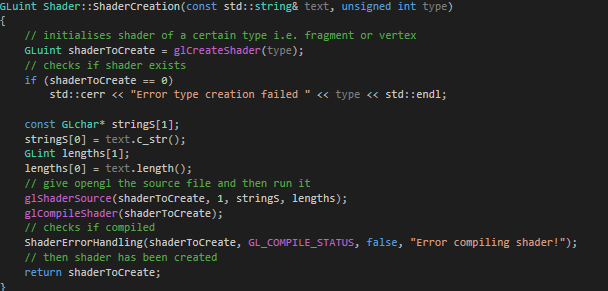 GLuint Shader::ShaderCreation(const std::string& text, unsigned int type)
{
// initialises shader of a certain type i.e. fragment or vertex
GLuint shaderToCreate = glCreateShader(type);
// checks if shader exists
if (shaderToCreate == 0)
std::cerr << "Error type creation failed " << type << std::endl;
const GLchar* stringS[1];
stringS[0] = text.c_str();
GLint lengths[1];
lengths[0] = text.length();
// give opengl the source file and then run it
glShaderSource(shaderToCreate, 1, stringS, lengths);
glCompileShader(shaderToCreate);
// checks if compiled
ShaderErrorHandling(shaderToCreate, GL_COMPILE_STATUS, false, "Error compiling shader!");
// then shader has been created
return shaderToCreate;
}